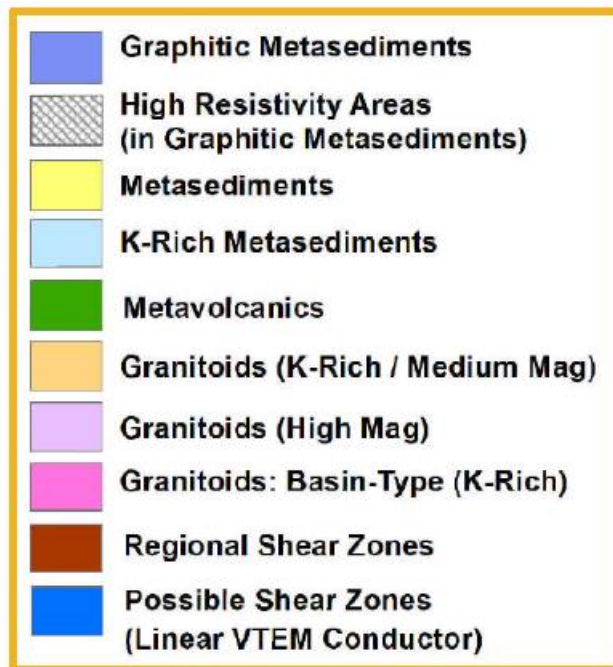 Graphitic Metasediments
High Resistivity Areas
(in Graphitic Metasediments)
Metasediments
K-Rich Metasediments
Metavolcanics
Granitoids (K-Rich / Medium Mag)
Granitoids (High Mag)
Granitoids: Basin-Type (K-Rich)
Regional Shear Zones
Possible Shear Zones
(Linear VTEM Conductor)